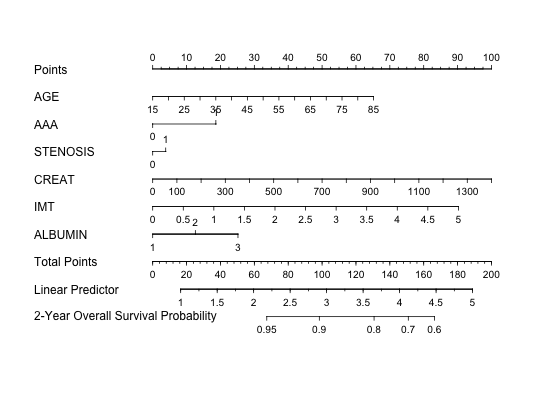 0 10 20 30 40 50 60 70 80 90 100
Points
AGE
15 25 35 45 55 65 75 85
1
AAA
0
1
STENOSIS
0
CREAT
0 100 300 500 700 900 1100 1300
IMT
0 0.5 1 1.5 2 2.5 3 3.5 4 4.5 5
2
ALBUMIN
1 3
Total Points
0 20 40 60 80 100 120 140 160 180 200
Linear Predictor
1 1.5 2 2.5 3 3.5 4 4.5 5
2-Year Overall Survival Probability
0.95 0.9 0.8 0.7 0.6